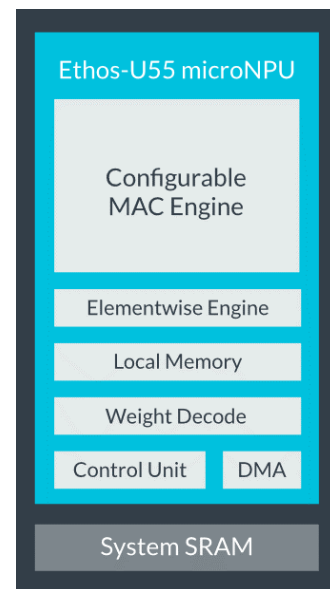 Ethos-U55 microNPU
Configurable
MAC Engine
Elementwise Engine
Local Memory
Weight Decode
Control Unit
DMA
System SRAM